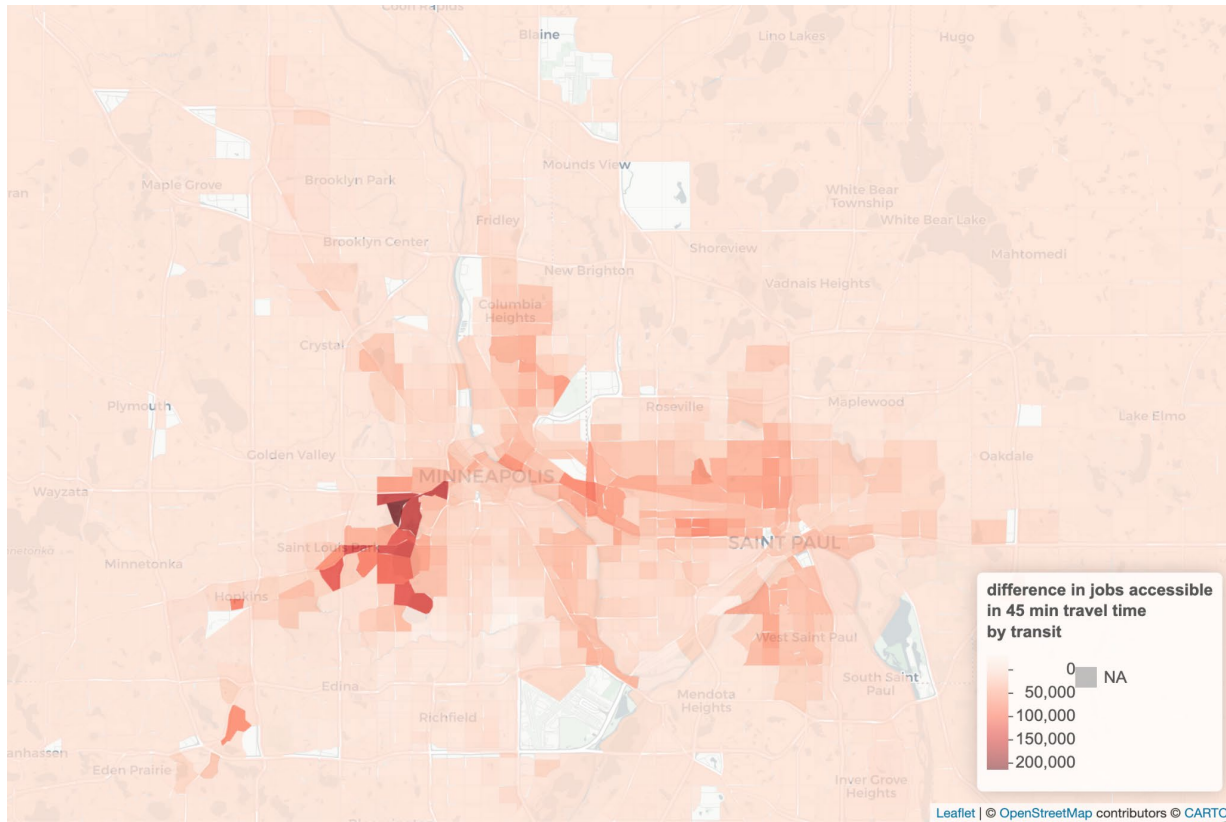 Coon Rapids
Blaine
Lino Lakes
Hugo
Mounds View
Maple Grove
Brooklyn Park
White Bear
Township
White Bear Lake
Fridley
Brooklyn Center
Shoreview
Mahtomedi
New Brighton
Vadnais Heights
Columbia
Heights
Crystal
Plymouth
Roseville
Maplewood
Lake Elmo
Golden Valley
Oakdale
MINNEAPOLIS
Wayzata
SAINT PAUL
Saint Louis Park
Minnetonka
Hopkins
West Saint Paul
Edina
South Saint
Paul
Mendota
Heights
Richfield
Eden Prairie
Inver Grove
Heights
difference in jobs accessible
in 45 min travel time
by transit
0
NA
50,000
100,000
150,000
200,000
Leaflet | © OpenStreetMap contributors © CARTO